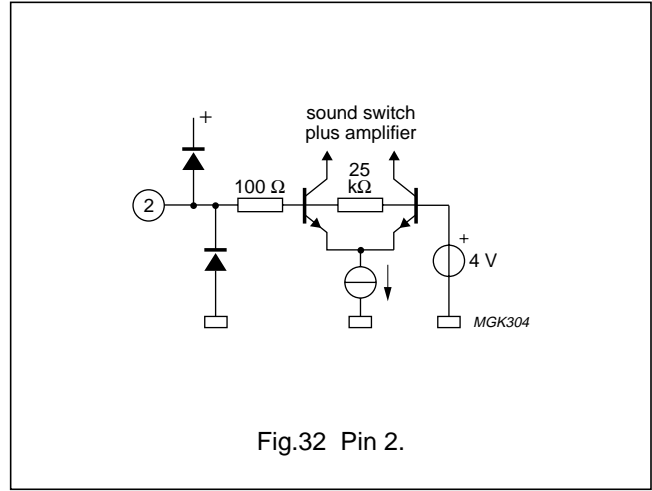 sound switch
plus amplifier
+
25
kΩ
100 Ω
2
+
4 V
MGK304
Fig.32 Pin 2.